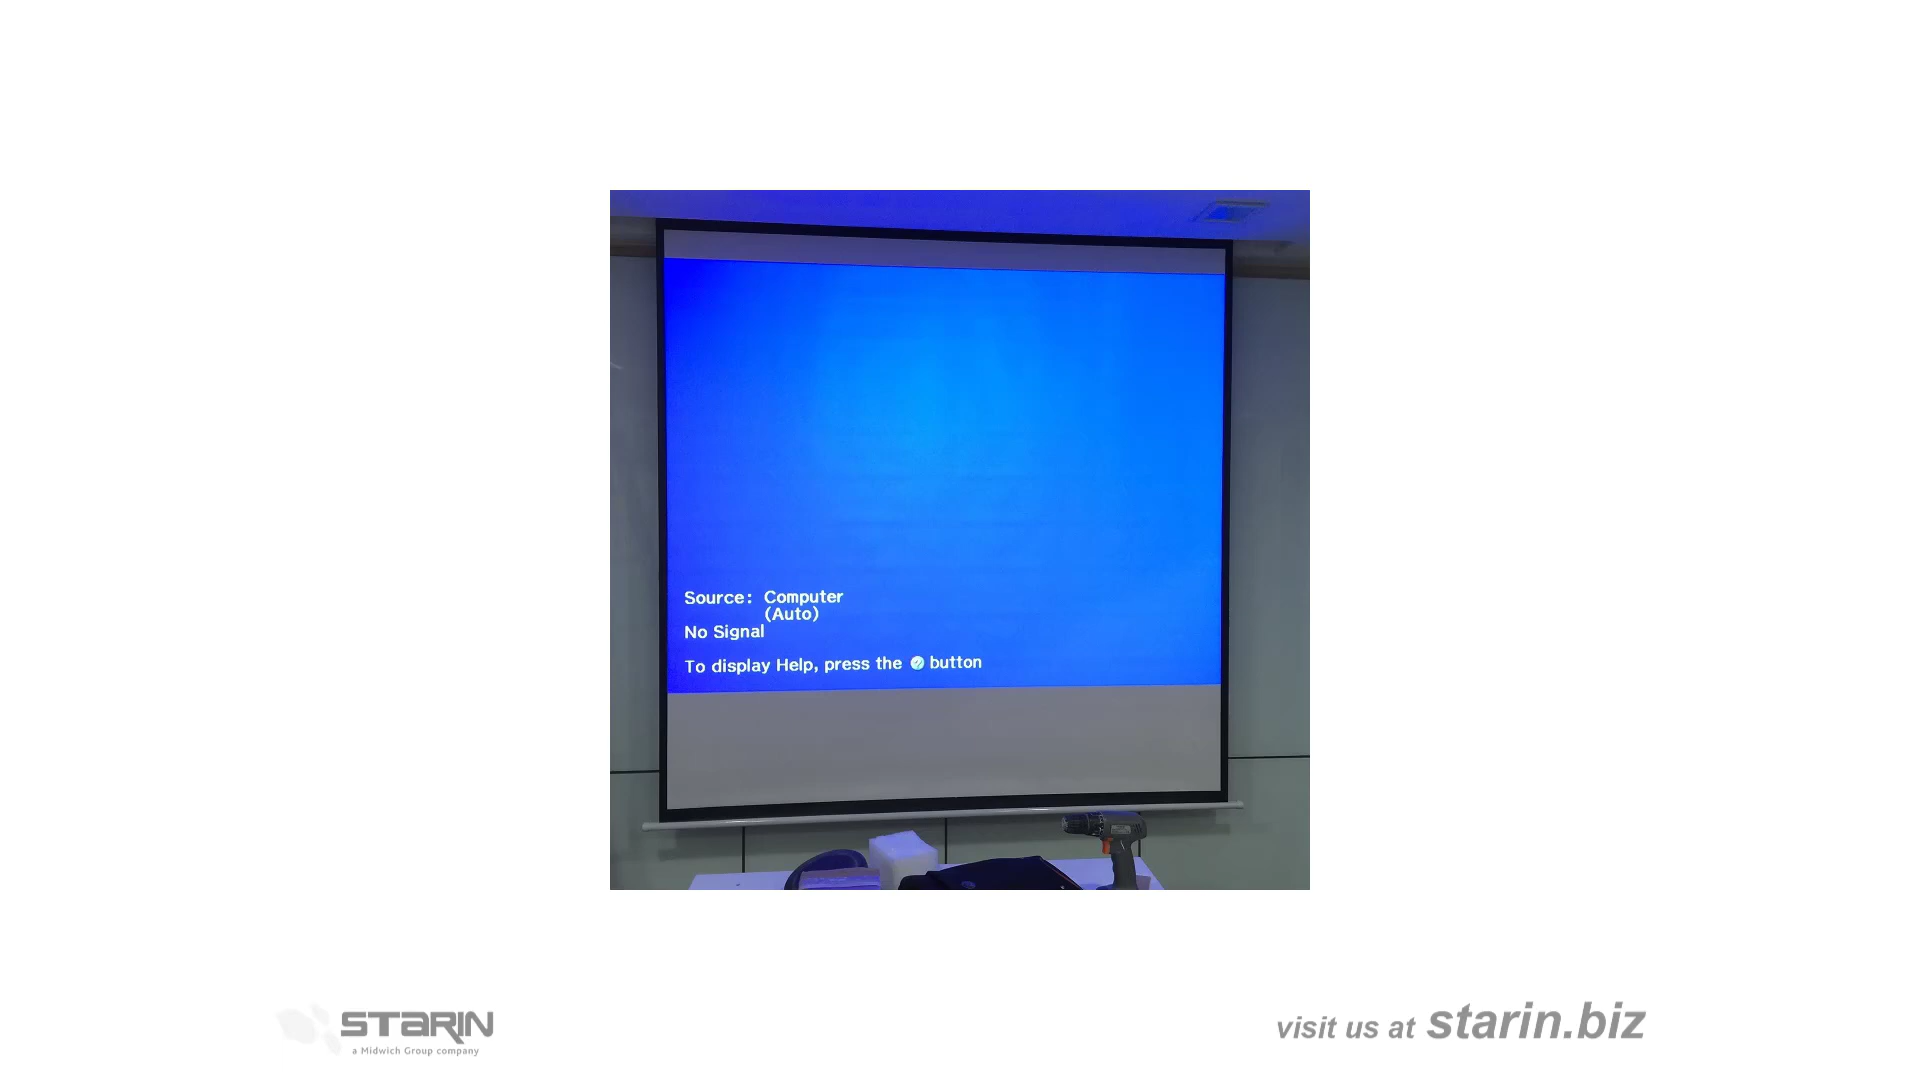 Source: Computer
(Auto)
No Signal
To display Help, press the ? button
STARIN
a Midwich Group company
visit us at starin.biz